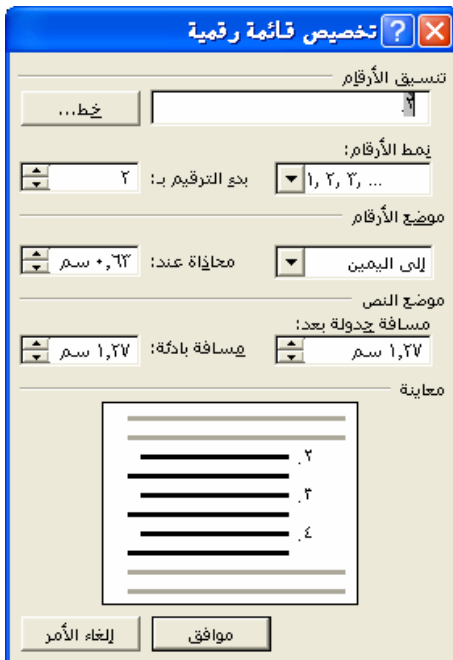 تخصيص قائمة رقمية
تنسيق الأرقام
٢.
خط...
نمط الأرقام:
١, ٢, ٣, ... بدء الترقيم بـ: ٢
موضع الأرقام
إلى اليمين محاذاة عند: ٠,٦٣ سم
موضع النص
مسافة جدولة بعد:
١,٢٧ سم مسافة بادئة: ١,٢٧ سم
معاينة
٢.
٣.
٤.
موافق إلغاء الأمر